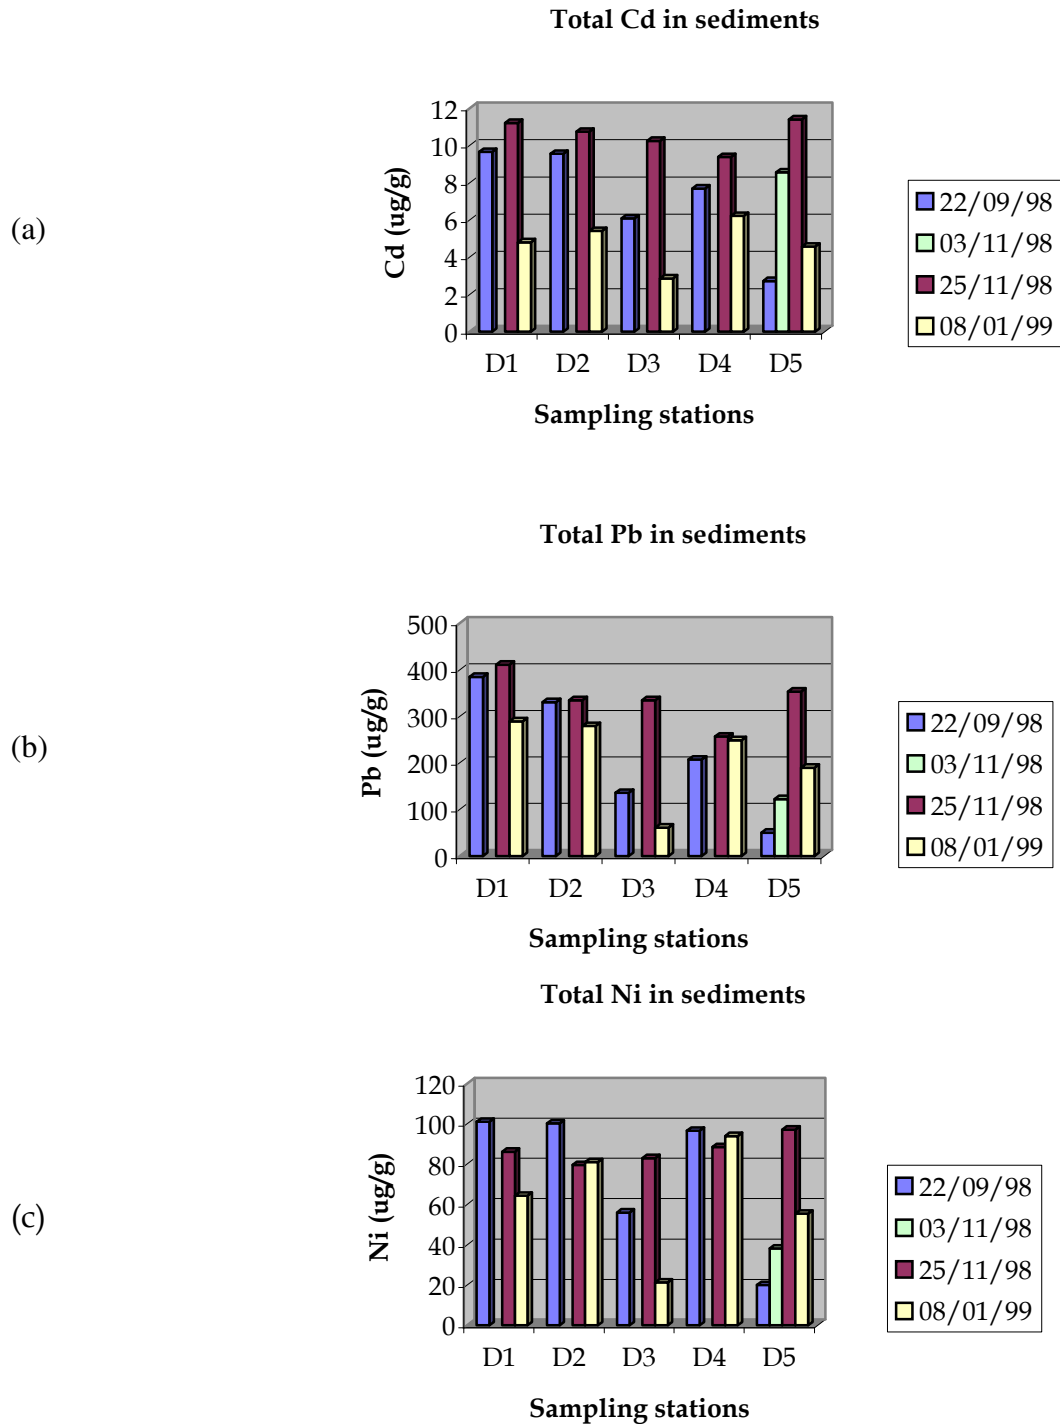 Total Cd in sediments
(a)
Cd (ug/g)
12
10
8
6
4
2
0
D1 D2 D3 D4 D5
Sampling stations
22/09/98
03/11/98
25/11/98
08/01/99
Total Pb in sediments
(b)
Pb (ug/g)
500
400
300
200
100
0
D1 D2 D3 D4 D5
Sampling stations
22/09/98
03/11/98
25/11/98
08/01/99
Total Ni in sediments
(c)
Ni (ug/g)
120
100
80
60
40
20
0
D1 D2 D3 D4 D5
Sampling stations
22/09/98
03/11/98
25/11/98
08/01/99